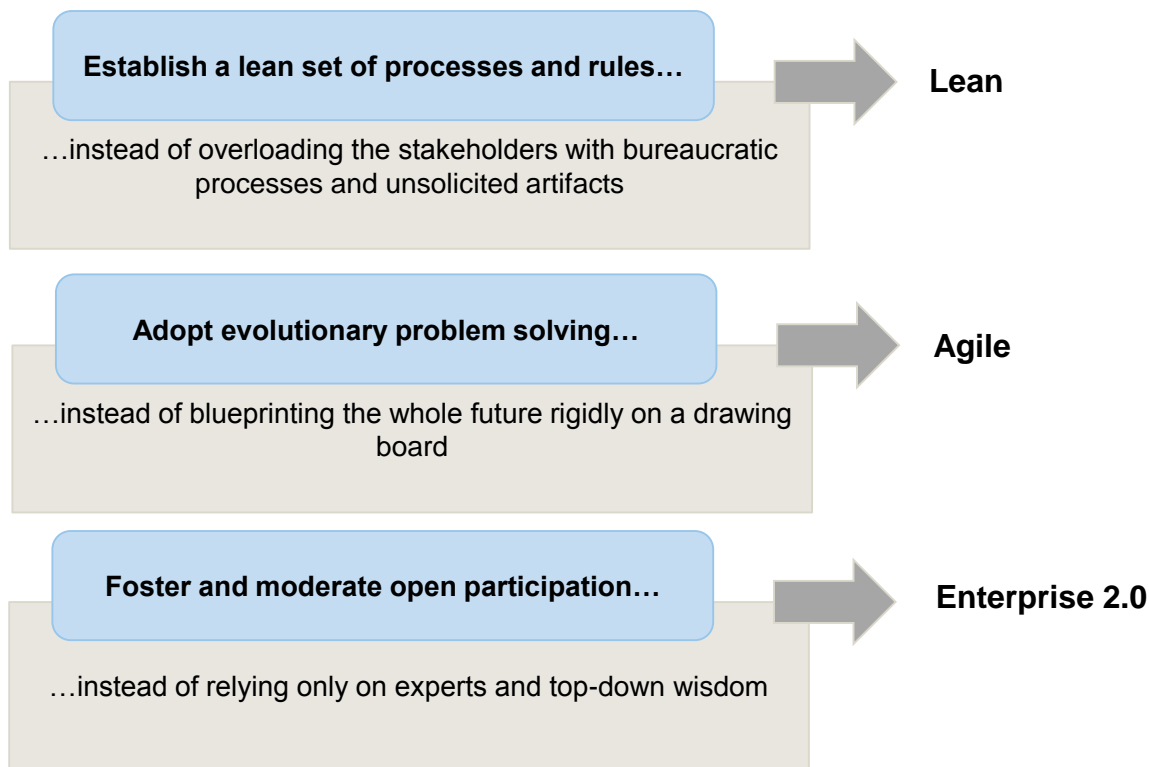 Establish a lean set of processes and rules…
Lean
…instead of overloading the stakeholders with bureaucratic
processes and unsolicited artifacts
Adopt evolutionary problem solving…
Agile
…instead of blueprinting the whole future rigidly on a drawing
board
Foster and moderate open participation…
Enterprise 2.0
…instead of relying only on experts and top-down wisdom